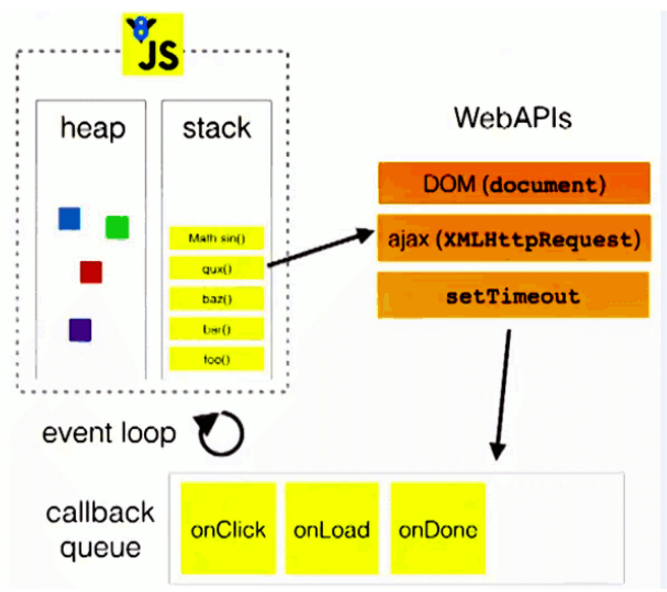 8
JS
heap
stack
WebAPIs
DOM (document)
ajax (XMLHttpRequest)
setTimeout
Math sin()
qux()
baz()
bar()
foo()
event loop
callback
queue
onClick
onLoad
onDone